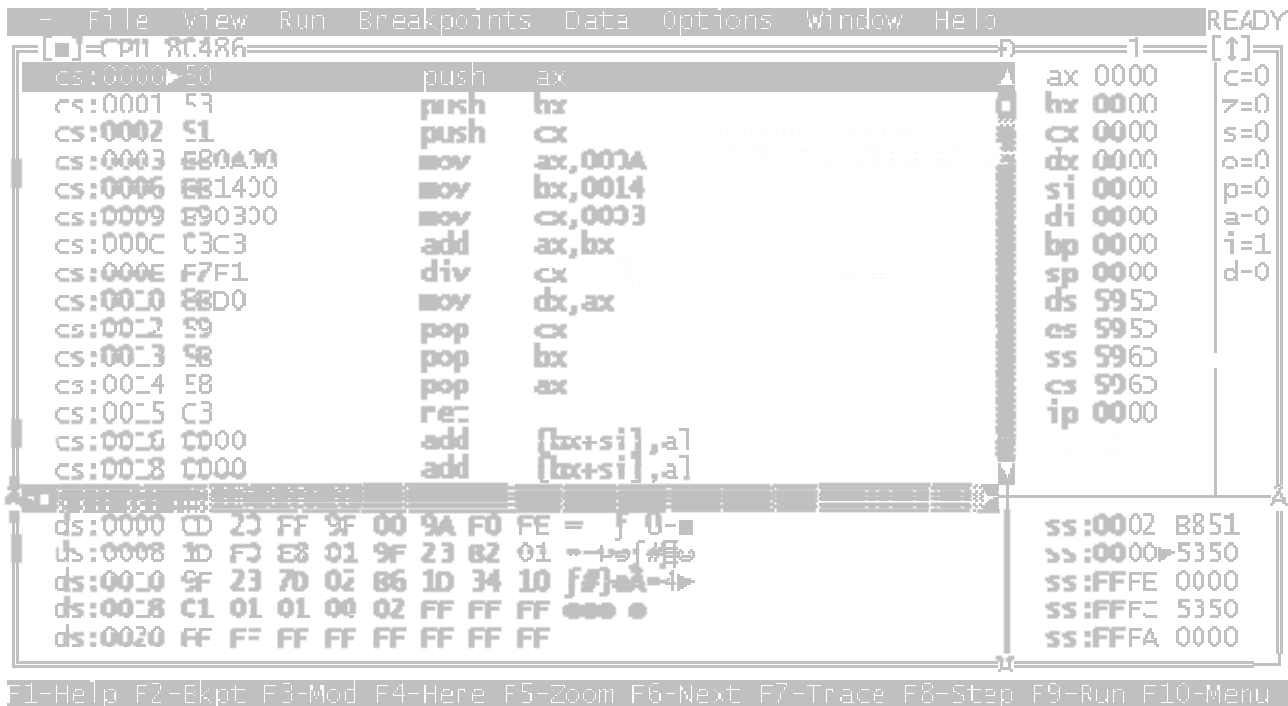 ≡ File View Run Breakpoints Data Options Window Help READY
[■]=CPU 80486 1 [↕]
cs:0000►50 push ax ax 0000 c=0
cs:0001 53 push bx bx 0000 z=0
cs:0002 51 push cx cx 0000 s=0
cs:0003 B80A00 mov ax,000A dx 0000 o=0
cs:0006 BB1400 mov bx,0014 si 0000 p=0
cs:0009 B90300 mov cx,0003 di 0000 a=0
cs:000C 03C3 add ax,bx bp 0000 i=1
cs:000E F7F1 div cx sp 0000 d=0
cs:0010 8BD0 mov dx,ax ds 5950
cs:0012 59 pop cx es 5950
cs:0013 5B pop bx ss 5960
cs:0014 58 pop ax cs 5960
cs:0015 C3 ret ip 0000
cs:0016 0000 add [bx+si],al
cs:0018 0000 add [bx+si],al
ds:0000 CD 20 FF 9F 00 9A F0 FE ss:0002 B851
ds:0008 1D F0 E8 01 9F 23 B2 01 ss:0000►5350
ds:0010 9F 23 7D 02 B6 1D 34 10 ss:FFFE 0000
ds:0018 C1 01 01 00 02 FF FF FF ss:FFFC 5350
ds:0020 FF FF FF FF FF FF FF FF ss:FFFA 0000
F1-Help F2-Bkpt F3-Mod F4-Here F5-Zoom F6-Next F7-Trace F8-Step F9-Run F10-Menu